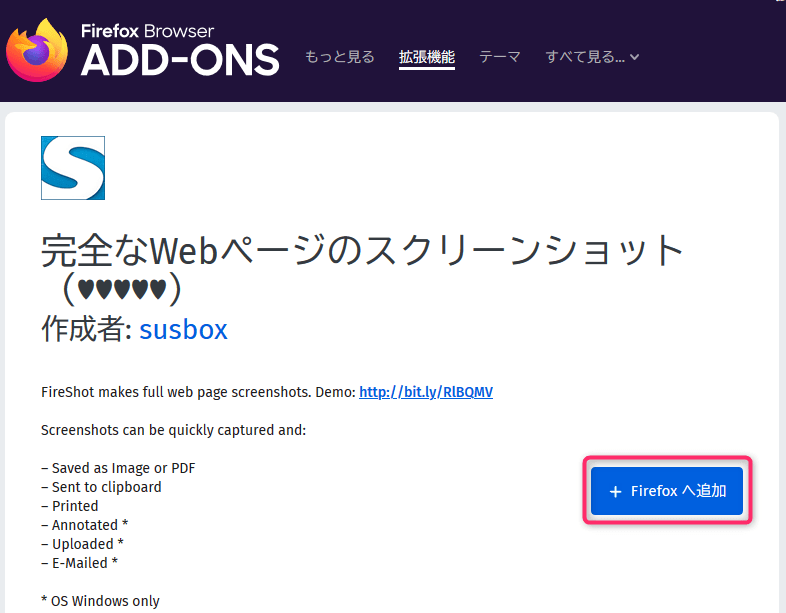 Firefox Browser
ADD-ONS
もっと見る 拡張機能 テーマ すべて見る...
完全なWebページのスクリーンショット
（♥♥♥♥♥）
作成者: susbox
FireShot makes full web page screenshots. Demo: http://bit.ly/RlBQMV
Screenshots can be quickly captured and:
– Saved as Image or PDF
– Sent to clipboard
– Printed
– Annotated *
– Uploaded *
– E-Mailed *
+ Firefox へ追加
* OS Windows only